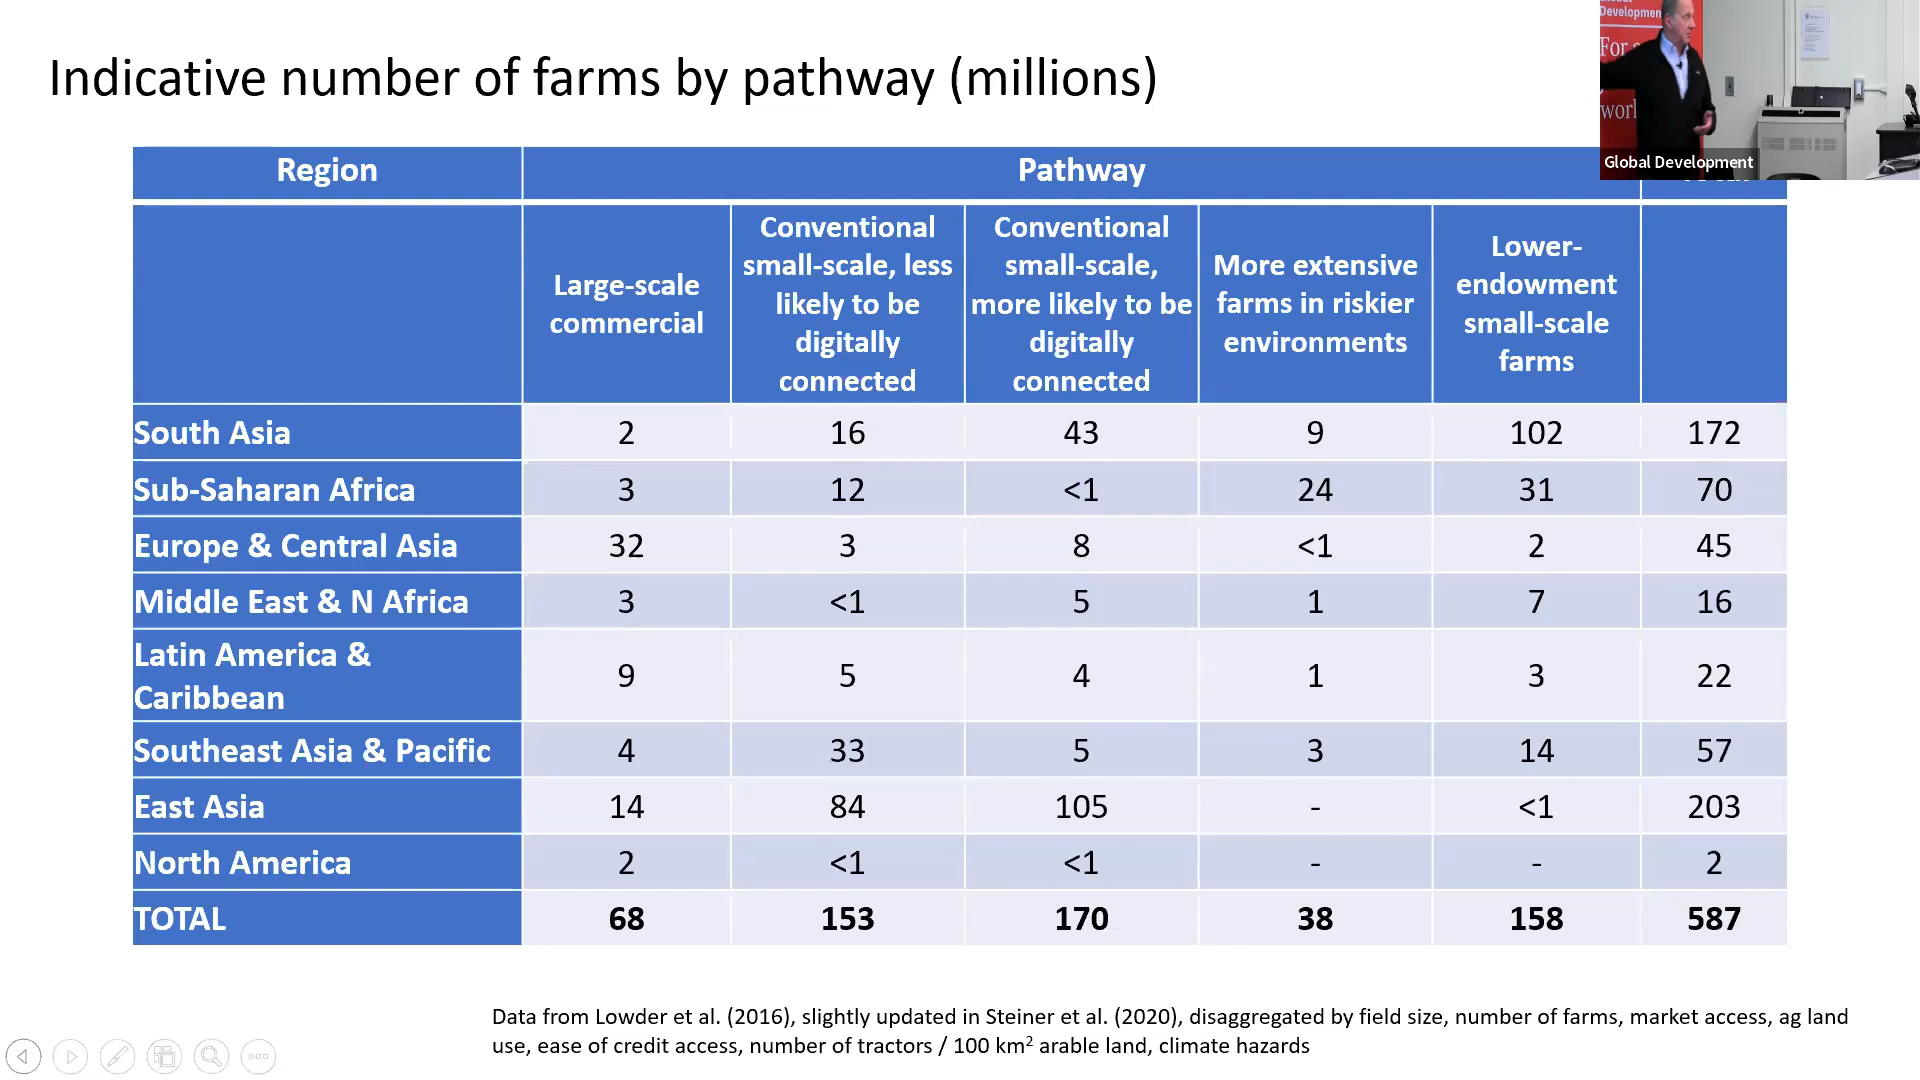 Indicative number of farms by pathway (millions)
Global
Development
For a
world
Global Development
Region Pathway
Large-scale
commercial
Conventional
small-scale, less
likely to be
digitally
connected
Conventional
small-scale,
more likely to be
digitally
connected
More extensive
farms in riskier
environments
Lower-
endowment
small-scale
farms
South Asia 2 16 43 9 102 172
Sub-Saharan Africa 3 12 <1 24 31 70
Europe & Central Asia 32 3 8 <1 2 45
Middle East & N Africa 3 <1 5 1 7 16
Latin America &
Caribbean 9 5 4 1 3 22
Southeast Asia & Pacific 4 33 5 3 14 57
East Asia 14 84 105 - <1 203
North America 2 <1 <1 - - 2
TOTAL 68 153 170 38 158 587
Data from Lowder et al. (2016), slightly updated in Steiner et al. (2020), disaggregated by field size, number of farms, market access, ag land
use, ease of credit access, number of tractors / 100 km² arable land, climate hazards